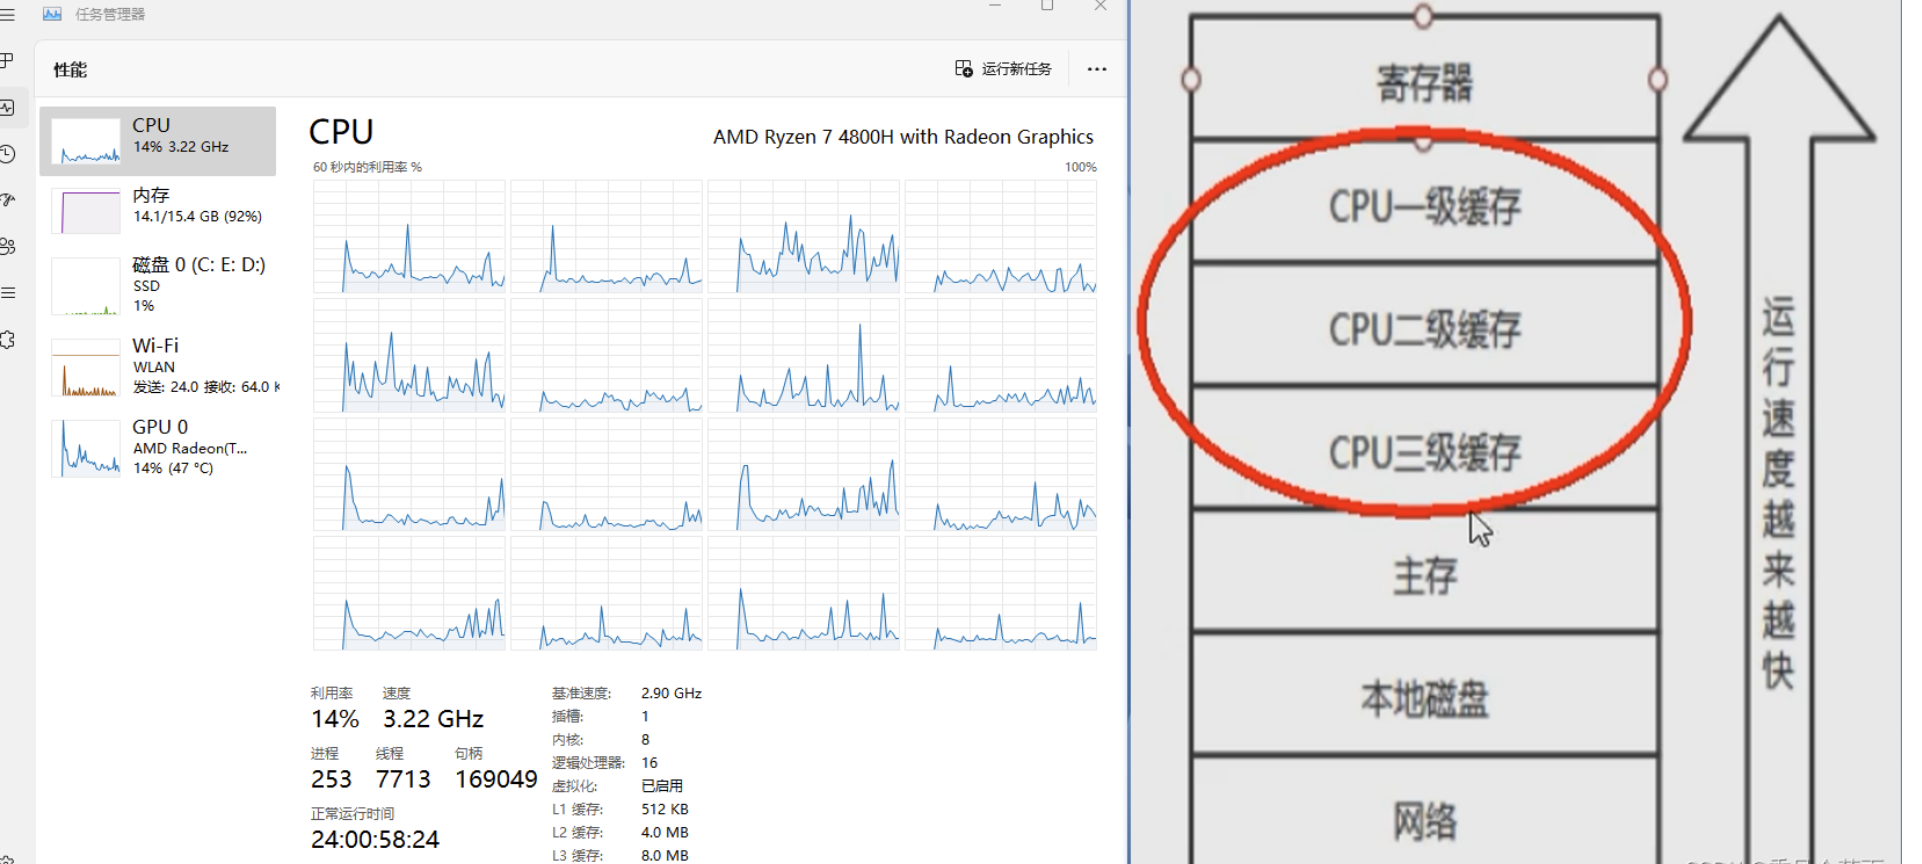 任务管理器
性能
运行新任务
CPU
14% 3.22 GHz
内存
14.1/15.4 GB (92%)
磁盘 0 (C: E: D:)
SSD
1%
Wi-Fi
WLAN
发送: 24.0 接收: 64.0
GPU 0
AMD Radeon(T...
14% (47 °C)
CPU
AMD Ryzen 7 4800H with Radeon Graphics
60 秒内的利用率 %
100%
利用率
速度
14%
3.22 GHz
进程
线程
句柄
253
7713
169049
正常运行时间
24:00:58:24
基准速度: 2.90 GHz
插槽: 1
内核: 8
逻辑处理器: 16
虚拟化: 已启用
L1 缓存: 512 KB
L2 缓存: 4.0 MB
L3 缓存: 8.0 MB
寄存器
CPU一级缓存
CPU二级缓存
CPU三级缓存
主存
本地磁盘
网络
运行速度越来越快